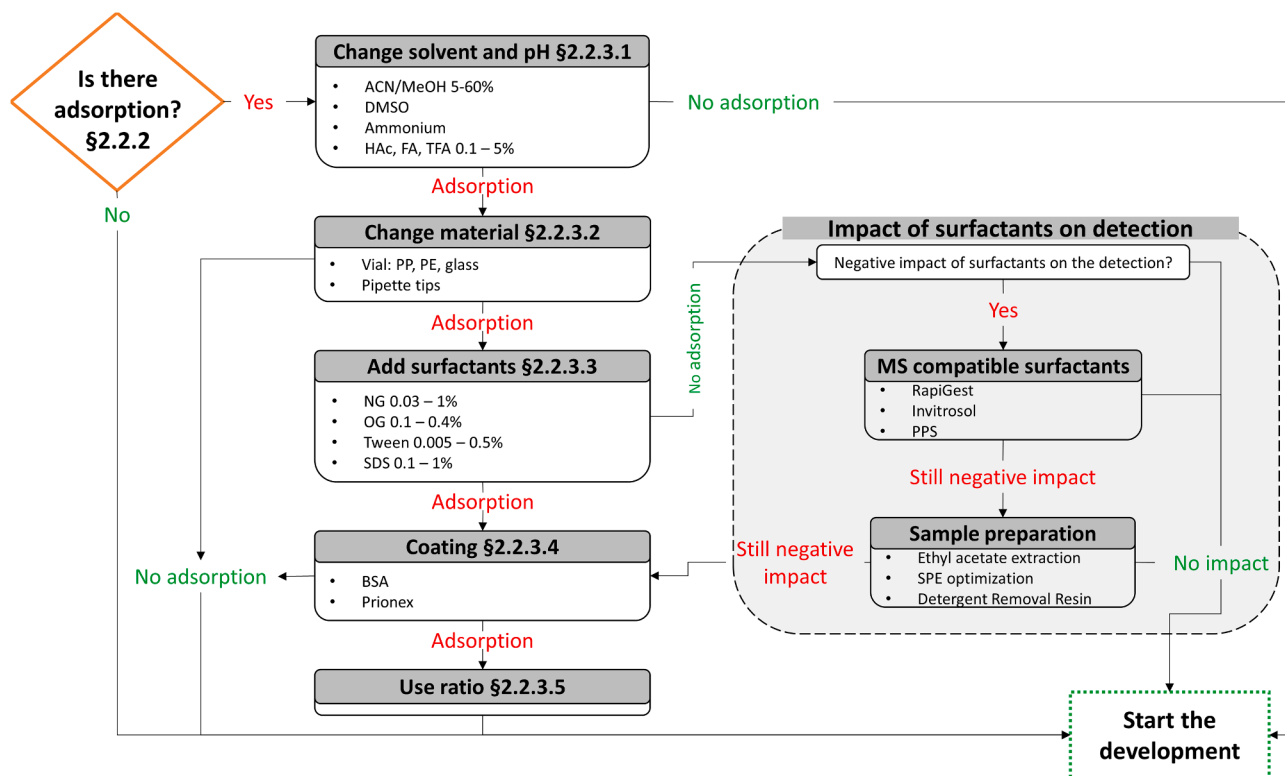 Is there
adsorption?
§2.2.2
Yes
No
Change solvent and pH §2.2.3.1
• ACN/MeOH 5-60%
• DMSO
• Ammonium
• HAc, FA, TFA 0.1 – 5%
No adsorption
Adsorption
Change material §2.2.3.2
• Vial: PP, PE, glass
• Pipette tips
Adsorption
Add surfactants §2.2.3.3
• NG 0.03 – 1%
• OG 0.1 – 0.4%
• Tween 0.005 – 0.5%
• SDS 0.1 – 1%
No adsorption
Adsorption
Coating §2.2.3.4
• BSA
• Prionex
No adsorption
Adsorption
Use ratio §2.2.3.5
Impact of surfactants on detection
Negative impact of surfactants on the detection?
Yes
MS compatible surfactants
• RapiGest
• Invitrosol
• PPS
Still negative impact
Sample preparation
• Ethyl acetate extraction
• SPE optimization
• Detergent Removal Resin
Still negative
impact
No impact
Start the
development